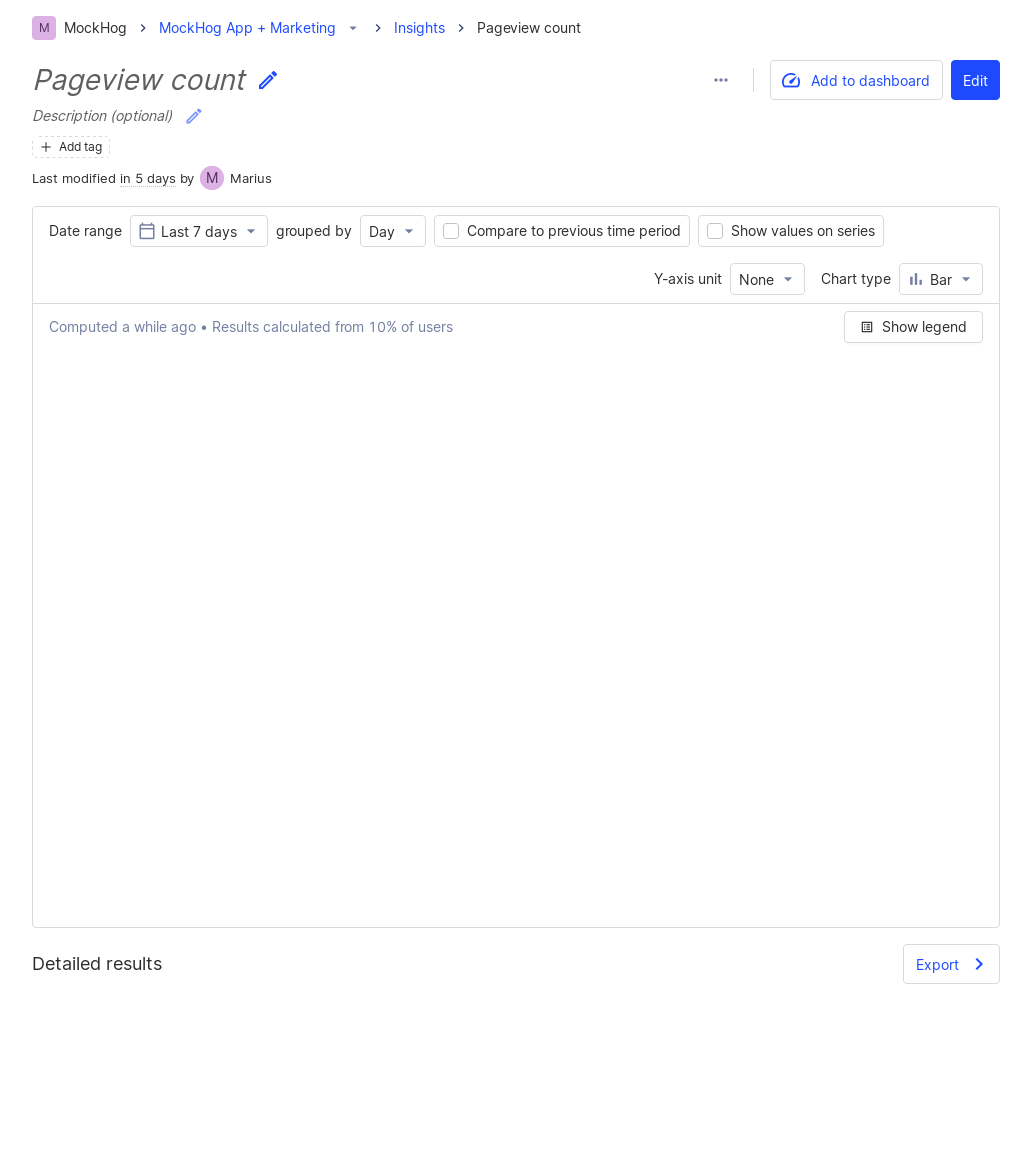 M MockHog > MockHog App + Marketing > Insights > Pageview count
Pageview count
Add to dashboard Edit
Description (optional)
Add tag
Last modified in 5 days by M Marius
Date range Last 7 days grouped by Day Compare to previous time period Show values on series
Y-axis unit None Chart type Bar
Computed a while ago • Results calculated from 10% of users Show legend
Detailed results Export